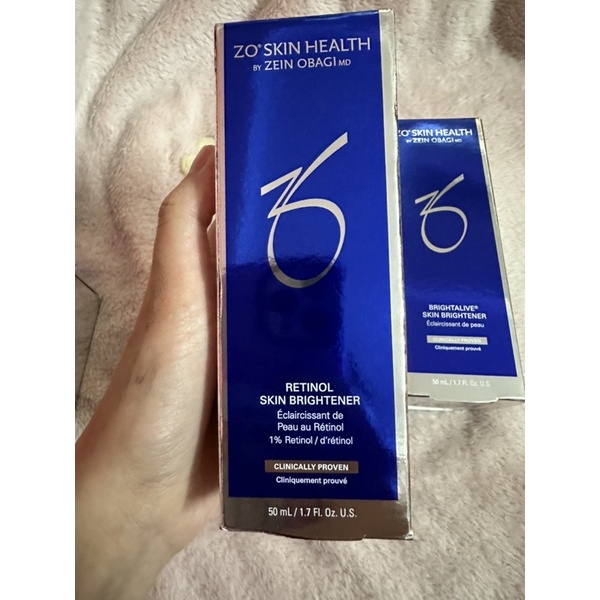 ZO® SKIN HEALTH
BY ZEIN OBAGI MD
RETINOL
SKIN BRIGHTENER
Éclaircissant de
Peau au Rétinol
1% Retinol / d'rétinol
CLINICALLY PROVEN
Cliniquement prouvé
50 mL / 1.7 Fl. Oz. U.S.
ZO® SKIN HEALTH
BY ZEIN OBAGI MD
BRIGHTALIVE®
SKIN BRIGHTENER
Éclaircissant de peau
CLINICALLY PROVEN
Cliniquement prouvé
50 mL / 1.7 Fl. Oz. U.S.